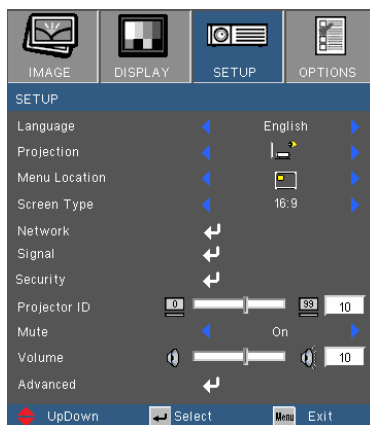 IMAGE DISPLAY SETUP OPTIONS
SETUP
Language English
Projection
Menu Location
Screen Type 16:9
Network
Signal
Security
Projector ID 0 99 10
Mute On
Volume 10
Advanced
UpDown Select Menu Exit